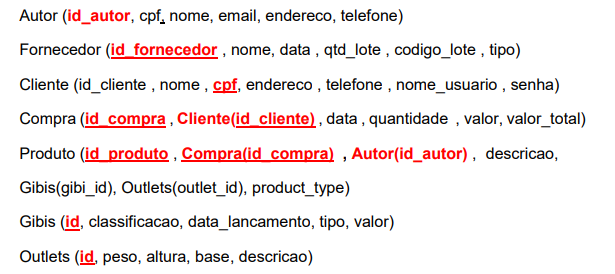 Autor (id_autor, cpf, nome, email, endereco, telefone)
Fornecedor (id_fornecedor , nome, data , qtd_lote , codigo_lote , tipo)
Cliente (id_cliente , nome , cpf, endereco , telefone , nome_usuario , senha)
Compra (id_compra , Cliente(id_cliente) , data , quantidade , valor, valor_total)
Produto (id_produto , Compra(id_compra) , Autor(id_autor) , descricao,
Gibis(gibi_id), Outlets(outlet_id), product_type)
Gibis (id, classificacao, data_lancamento, tipo, valor)
Outlets (id, peso, altura, base, descricao)